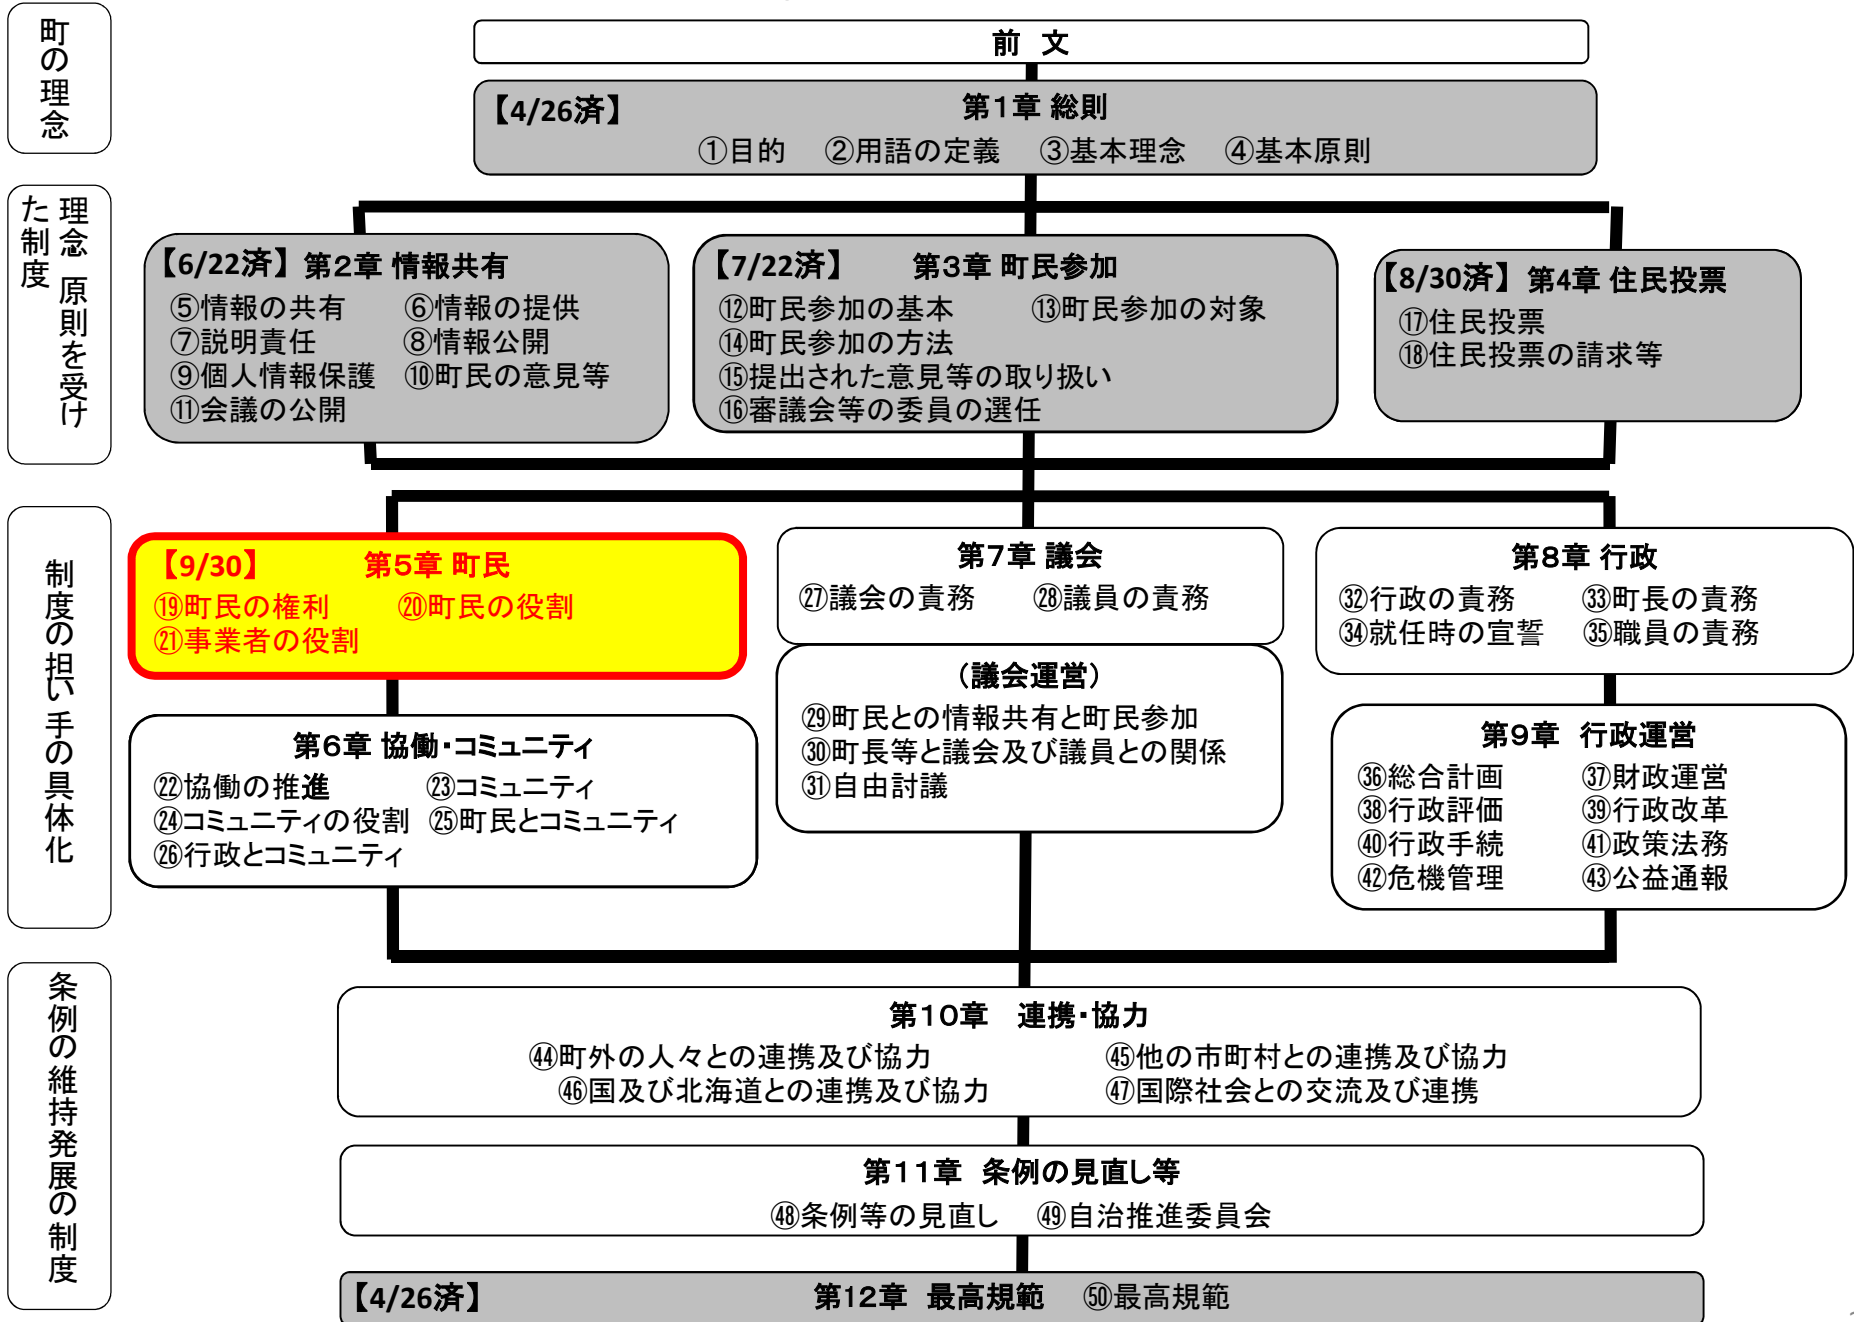 町の理念
前 文
【4/26済】 第1章 総則
①目的 ②用語の定義 ③基本理念 ④基本原則
理念 原則を受け
た制度
【6/22済】 第2章 情報共有
⑤情報の共有 ⑥情報の提供
⑦説明責任 ⑧情報公開
⑨個人情報保護 ⑩町民の意見等
⑪会議の公開
【7/22済】 第3章 町民参加
⑫町民参加の基本 ⑬町民参加の対象
⑭町民参加の方法
⑮提出された意見等の取り扱い
⑯審議会等の委員の選任
【8/30済】 第4章 住民投票
⑰住民投票
⑱住民投票の請求等
制度の担い手の具体化
【9/30】 第5章 町民
⑲町民の権利 ⑳町民の役割
㉑事業者の役割
第6章 協働・コミュニティ
㉒協働の推進 ㉓コミュニティ
㉔コミュニティの役割 ㉕町民とコミュニティ
㉖行政とコミュニティ
第7章 議会
㉗議会の責務 ㉘議員の責務
(議会運営)
㉙町民との情報共有と町民参加
㉚町長等と議会及び議員との関係
㉛自由討議
第8章 行政
㉜行政の責務 ㉝町長の責務
㉞就任時の宣誓 ㉟職員の責務
第9章 行政運営
㊱総合計画 ㊲財政運営
㊳行政評価 ㊴行政改革
㊵行政手続 ㊶政策法務
㊷危機管理 ㊸公益通報
条例の維持発展の制度
第10章 連携・協力
㊹町外の人々との連携及び協力 ㊺他の市町村との連携及び協力
㊻国及び北海道との連携及び協力 ㊼国際社会との交流及び連携
第11章 条例の見直し等
㊽条例等の見直し ㊾自治推進委員会
【4/26済】 第12章 最高規範 ㊿最高規範